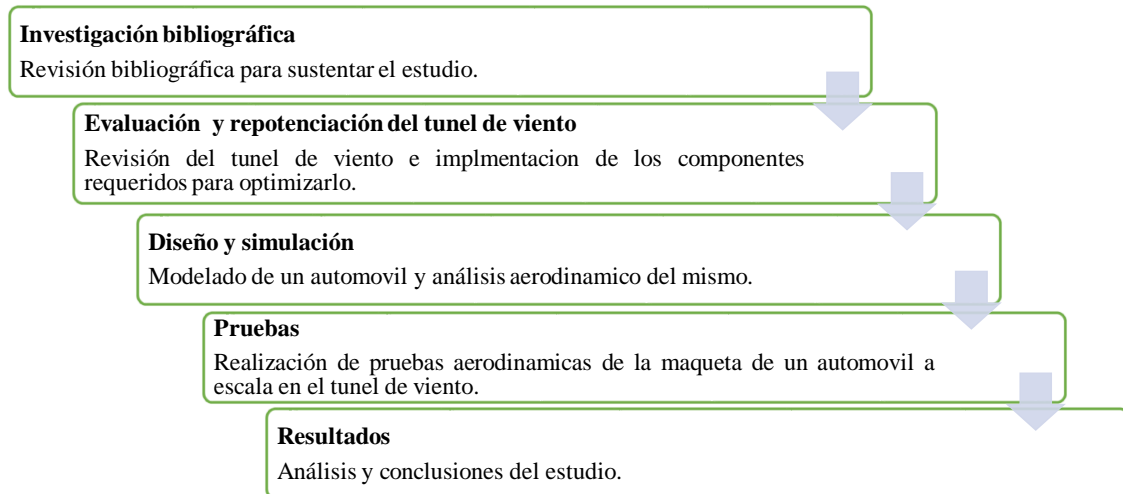 Investigación bibliográfica
Revisión bibliográfica para sustentar el estudio.
Evaluación y repotenciación del tunel de viento
Revisión del tunel de viento e implmentacion de los componentes
requeridos para optimizarlo.
Diseño y simulación
Modelado de un automovil y análisis aerodinamico del mismo.
Pruebas
Realización de pruebas aerodinamicas de la maqueta de un automovil a
escala en el tunel de viento.
Resultados
Análisis y conclusiones del estudio.